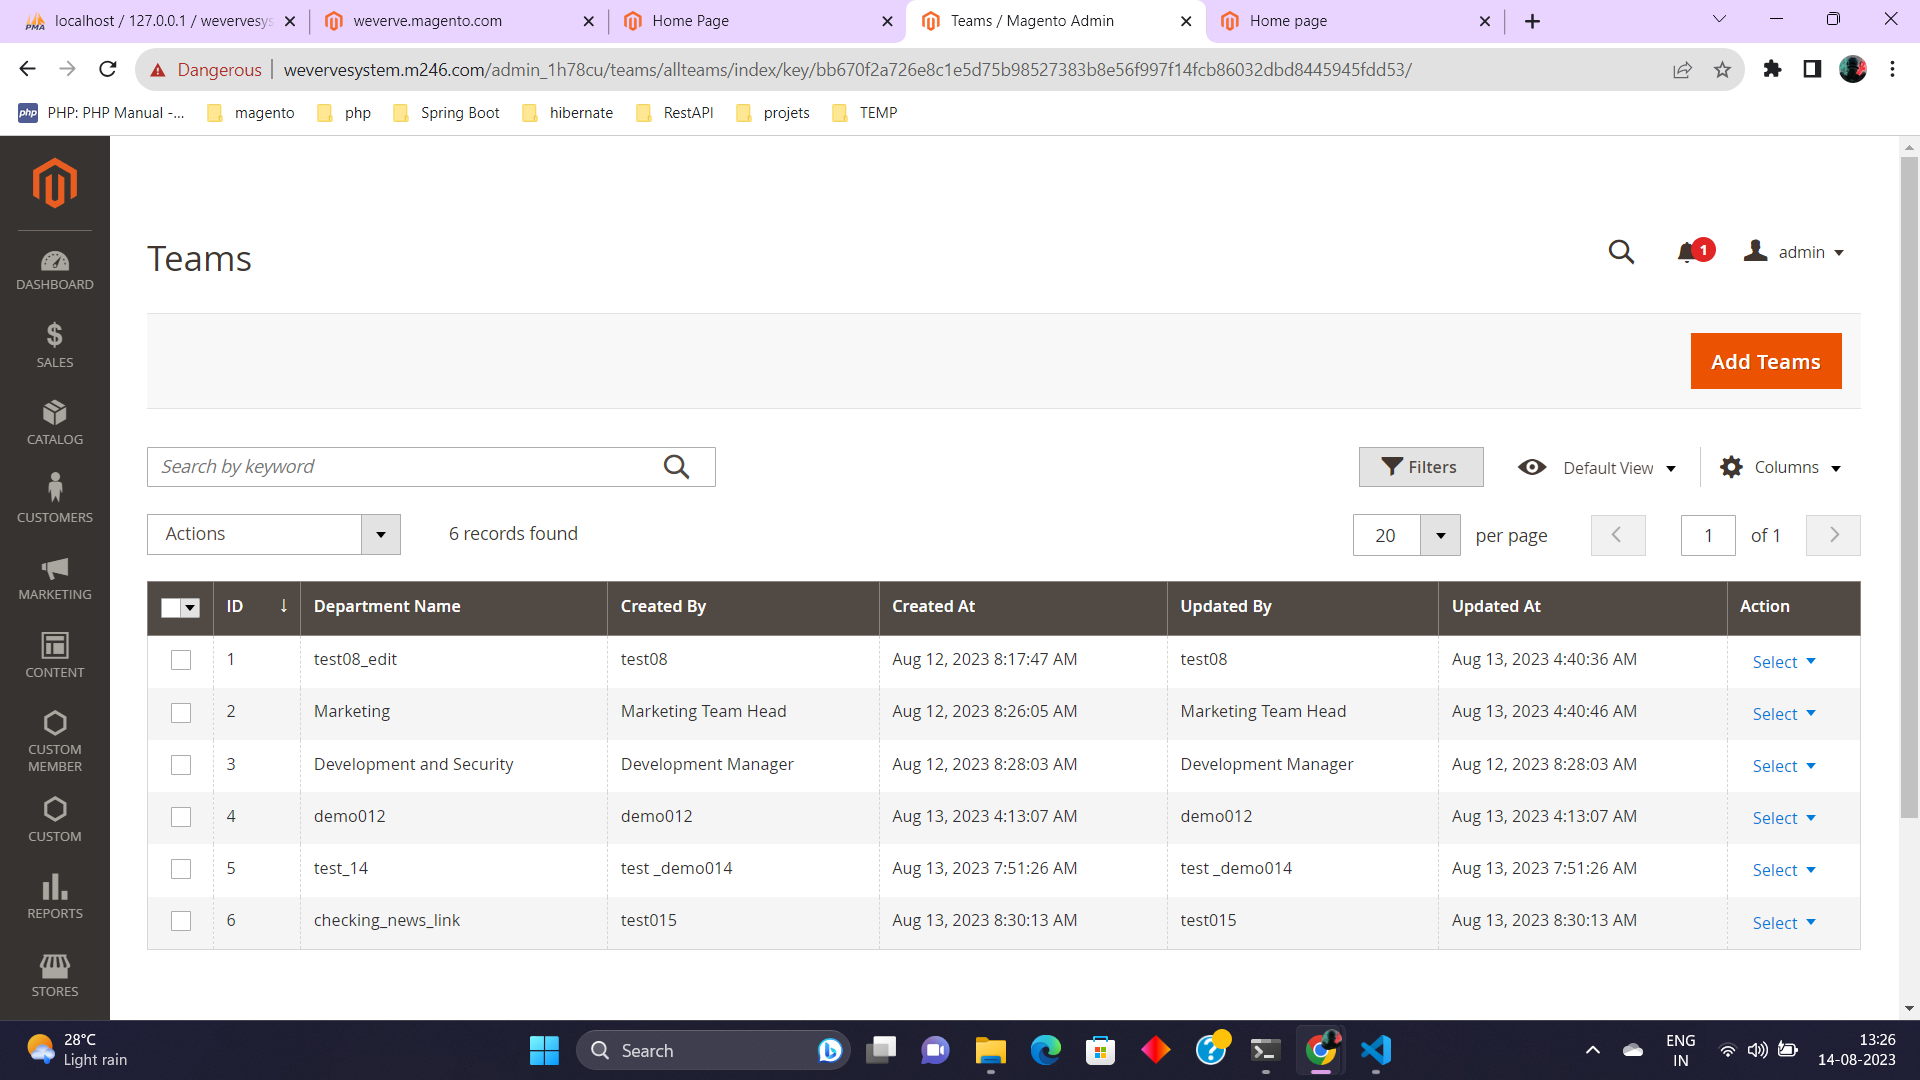 localhost / 127.0.0.1 / wevervesys
weverve.magento.com
Home Page
Teams / Magento Admin
Home page
Dangerous
wevervesystem.m246.com/admin_1h78cu/teams/allteams/index/key/bb670f2a726e8c1e5d75b98527383b8e56f997f14fcb86032dbd8445945fdd53/
php PHP: PHP Manual -...
magento
php
Spring Boot
hibernate
RestAPI
projets
TEMP
DASHBOARD
SALES
CATALOG
CUSTOMERS
MARKETING
CONTENT
CUSTOM
MEMBER
CUSTOM
REPORTS
STORES
Teams
1
admin
Add Teams
Search by keyword
Filters
Default View
Columns
Actions
6 records found
20
per page
1
of 1
ID ↓ Department Name Created By Created At Updated By Updated At Action
1 test08_edit test08 Aug 12, 2023 8:17:47 AM test08 Aug 13, 2023 4:40:36 AM Select
2 Marketing Marketing Team Head Aug 12, 2023 8:26:05 AM Marketing Team Head Aug 13, 2023 4:40:46 AM Select
3 Development and Security Development Manager Aug 12, 2023 8:28:03 AM Development Manager Aug 12, 2023 8:28:03 AM Select
4 demo012 demo012 Aug 13, 2023 4:13:07 AM demo012 Aug 13, 2023 4:13:07 AM Select
5 test_14 test _demo014 Aug 13, 2023 7:51:26 AM test _demo014 Aug 13, 2023 7:51:26 AM Select
6 checking_news_link test015 Aug 13, 2023 8:30:13 AM test015 Aug 13, 2023 8:30:13 AM Select
28°C
Light rain
Search
ENG
IN
13:26
14-08-2023